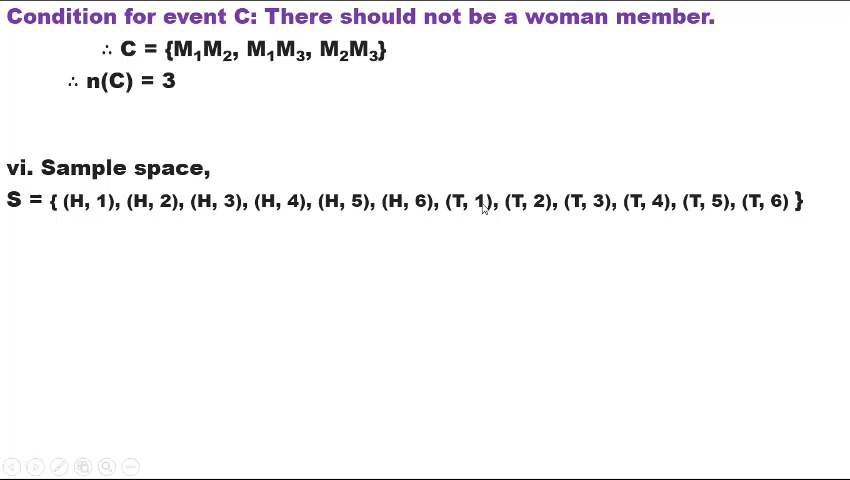 Condition for event C: There should not be a woman member.
∴ C = {M₁M₂, M₁M₃, M₂M₃}
∴ n(C) = 3
vi. Sample space,
S = { (H, 1), (H, 2), (H, 3), (H, 4), (H, 5), (H, 6), (T, 1), (T, 2), (T, 3), (T, 4), (T, 5), (T, 6) }